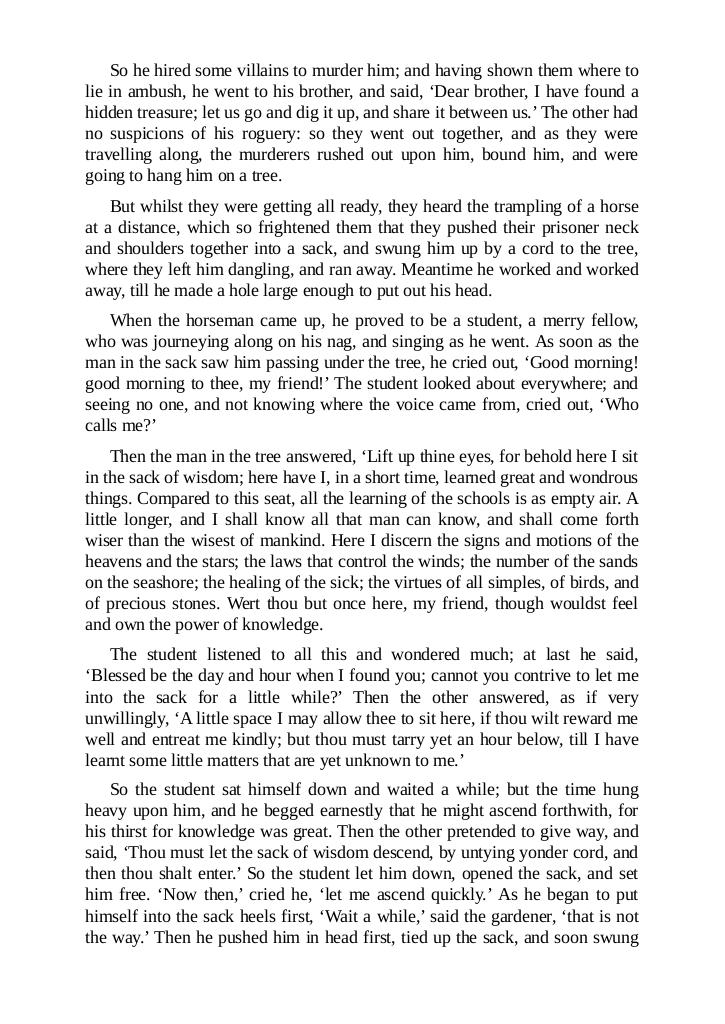 So he hired some villains to murder him; and having shown them where to
lie in ambush, he went to his brother, and said, ‘Dear brother, I have found a
hidden treasure; let us go and dig it up, and share it between us.’ The other had
no suspicions of his roguery: so they went out together, and as they were
travelling along, the murderers rushed out upon him, bound him, and were
going to hang him on a tree.
But whilst they were getting all ready, they heard the trampling of a horse
at a distance, which so frightened them that they pushed their prisoner neck
and shoulders together into a sack, and swung him up by a cord to the tree,
where they left him dangling, and ran away. Meantime he worked and worked
away, till he made a hole large enough to put out his head.
When the horseman came up, he proved to be a student, a merry fellow,
who was journeying along on his nag, and singing as he went. As soon as the
man in the sack saw him passing under the tree, he cried out, ‘Good morning!
good morning to thee, my friend!’ The student looked about everywhere; and
seeing no one, and not knowing where the voice came from, cried out, ‘Who
calls me?’
Then the man in the tree answered, ‘Lift up thine eyes, for behold here I sit
in the sack of wisdom; here have I, in a short time, learned great and wondrous
things. Compared to this seat, all the learning of the schools is as empty air. A
little longer, and I shall know all that man can know, and shall come forth
wiser than the wisest of mankind. Here I discern the signs and motions of the
heavens and the stars; the laws that control the winds; the number of the sands
on the seashore; the healing of the sick; the virtues of all simples, of birds, and
of precious stones. Wert thou but once here, my friend, though wouldst feel
and own the power of knowledge.
The student listened to all this and wondered much; at last he said,
‘Blessed be the day and hour when I found you; cannot you contrive to let me
into the sack for a little while?’ Then the other answered, as if very
unwillingly, ‘A little space I may allow thee to sit here, if thou wilt reward me
well and entreat me kindly; but thou must tarry yet an hour below, till I have
learnt some little matters that are yet unknown to me.’
So the student sat himself down and waited a while; but the time hung
heavy upon him, and he begged earnestly that he might ascend forthwith, for
his thirst for knowledge was great. Then the other pretended to give way, and
said, ‘Thou must let the sack of wisdom descend, by untying yonder cord, and
then thou shalt enter.’ So the student let him down, opened the sack, and set
him free. ‘Now then,’ cried he, ‘let me ascend quickly.’ As he began to put
himself into the sack heels first, ‘Wait a while,’ said the gardener, ‘that is not
the way.’ Then he pushed him in head first, tied up the sack, and soon swung